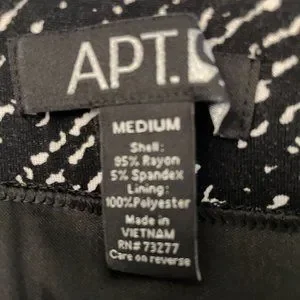 APT.
MEDIUM
Shell:
95% Rayon
5% Spandex
Lining:
100%Polyester
Made in
VIETNAM
RN# 73277
Care on reverse